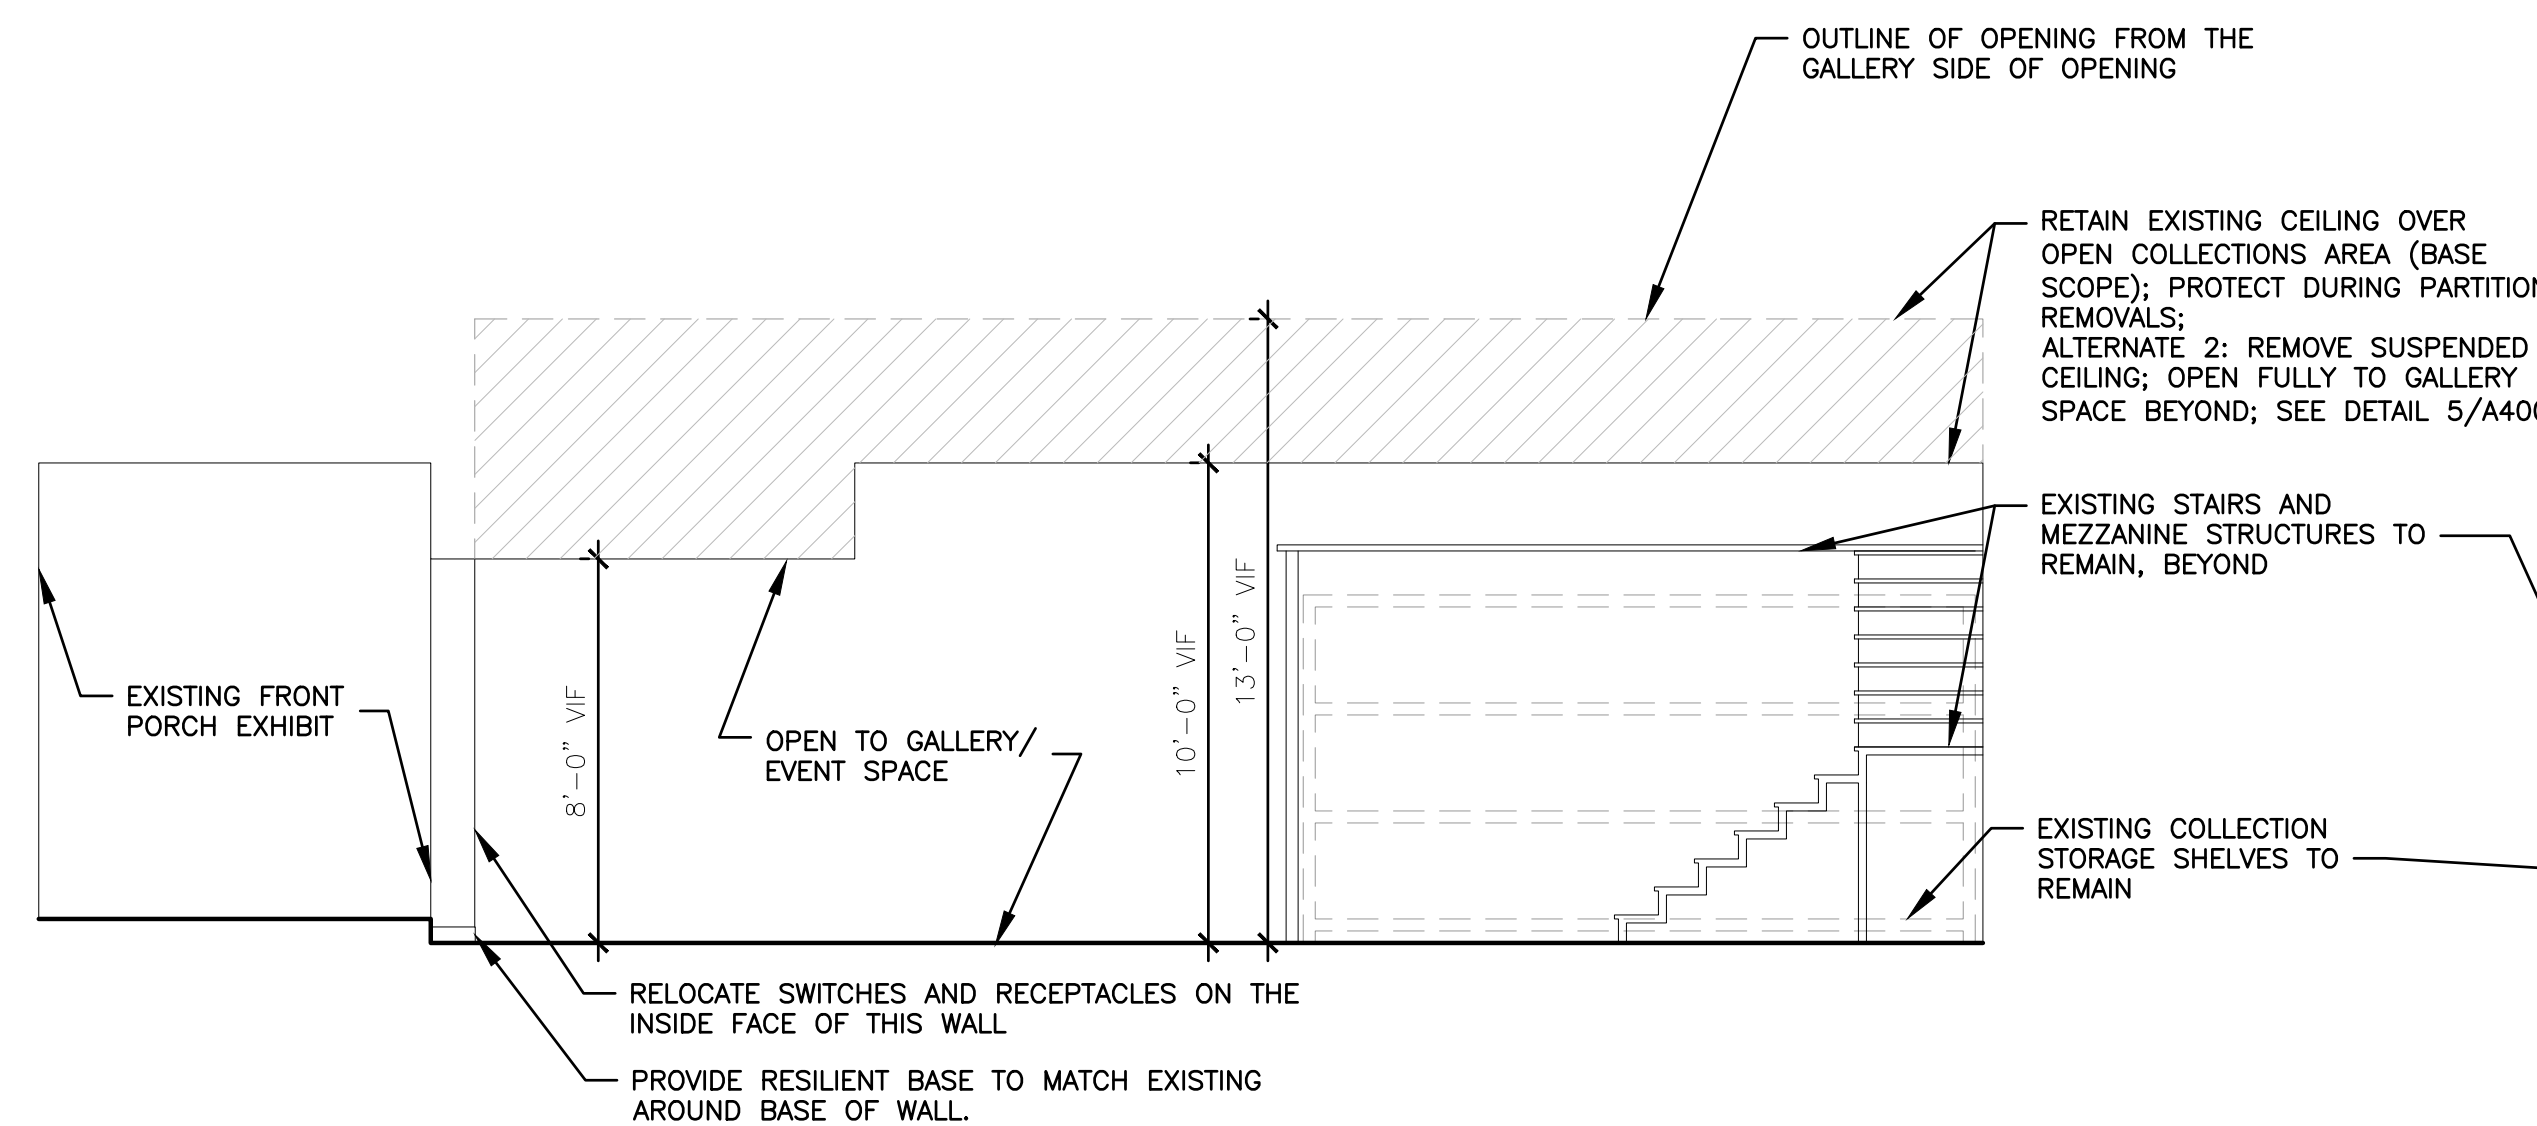 OUTLINE OF OPENING FROM THE
GALLERY SIDE OF OPENING
RETAIN EXISTING CEILING OVER
OPEN COLLECTIONS AREA (BASE
SCOPE); PROTECT DURING PARTITION
REMOVALS;
ALTERNATE 2: REMOVE SUSPENDED
CEILING; OPEN FULLY TO GALLERY
SPACE BEYOND; SEE DETAIL
EXISTING STAIRS AND
MEZZANINE STRUCTURES TO
REMAIN, BEYOND
EXISTING FRONT
PORCH EXHIBIT
8'-0" VIF
OPEN TO GALLERY/
EVENT SPACE
10'-0" VIF
13'-0" VIF
EXISTING COLLECTION
STORAGE SHELVES TO
REMAIN
RELOCATE SWITCHES AND RECEPTACLES ON THE
INSIDE FACE OF THIS WALL
PROVIDE RESILIENT BASE TO MATCH EXISTING
AROUND BASE OF WALL.